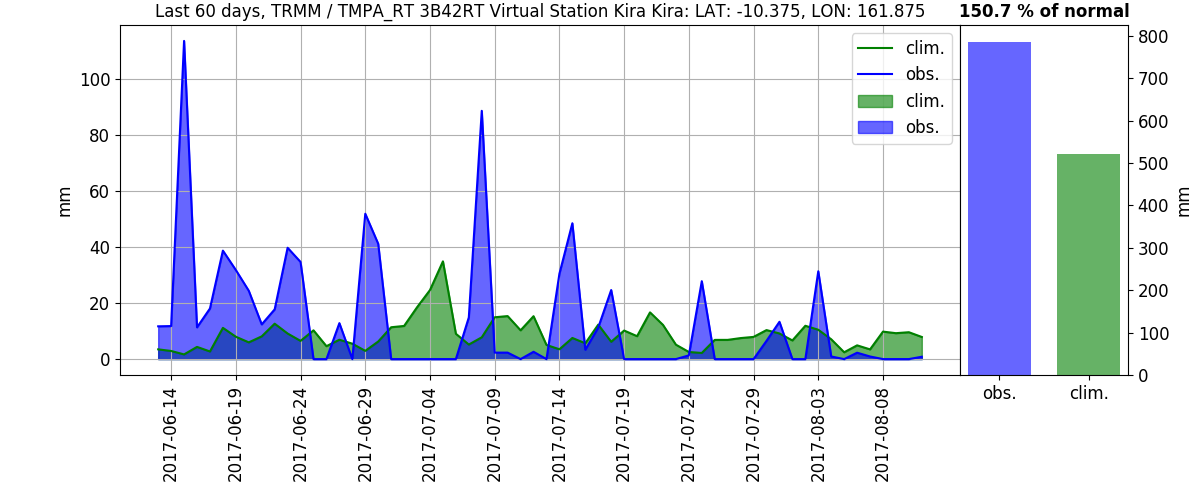 Last 60 days, TRMM / TMPA_RT 3B42RT Virtual Station Kira Kira: LAT: -10.375, LON: 161.875
150.7 % of normal
clim.
obs.
clim.
obs.
mm
100
80
60
40
20
0
2017-06-14
2017-06-19
2017-06-24
2017-06-29
2017-07-04
2017-07-09
2017-07-14
2017-07-19
2017-07-24
2017-07-29
2017-08-03
2017-08-08
800
700
600
500
400
300
200
100
0
mm
obs.
clim.